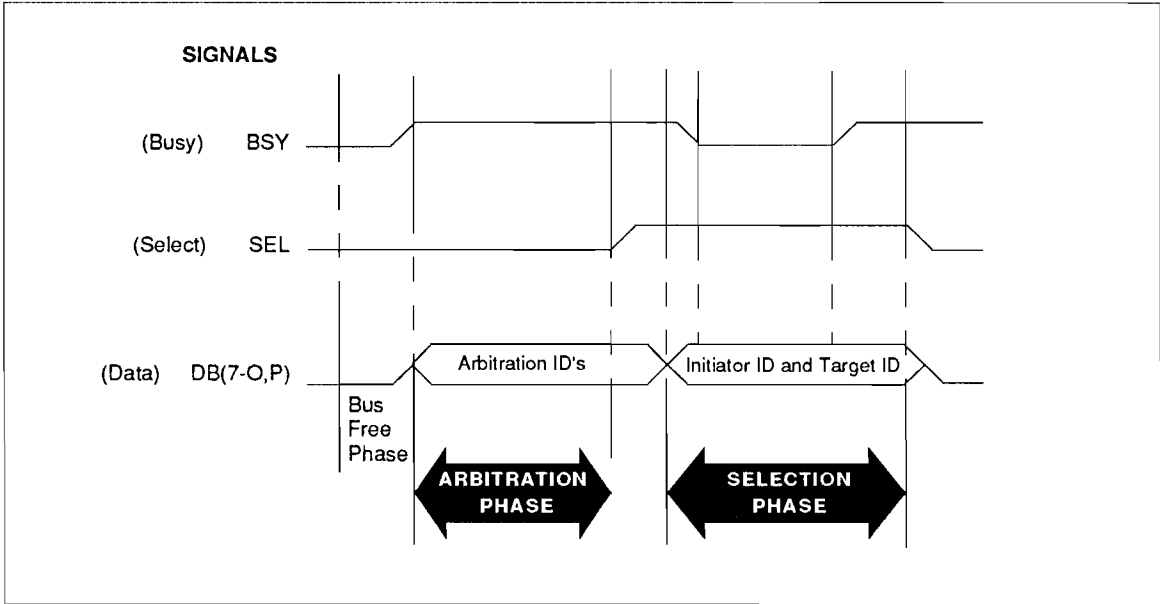 SIGNALS
(Busy) BSY
(Select) SEL
(Data) DB(7-O,P)
Arbitration ID's
Initiator ID and Target ID
Bus
Free
Phase
ARBITRATION
PHASE
SELECTION
PHASE